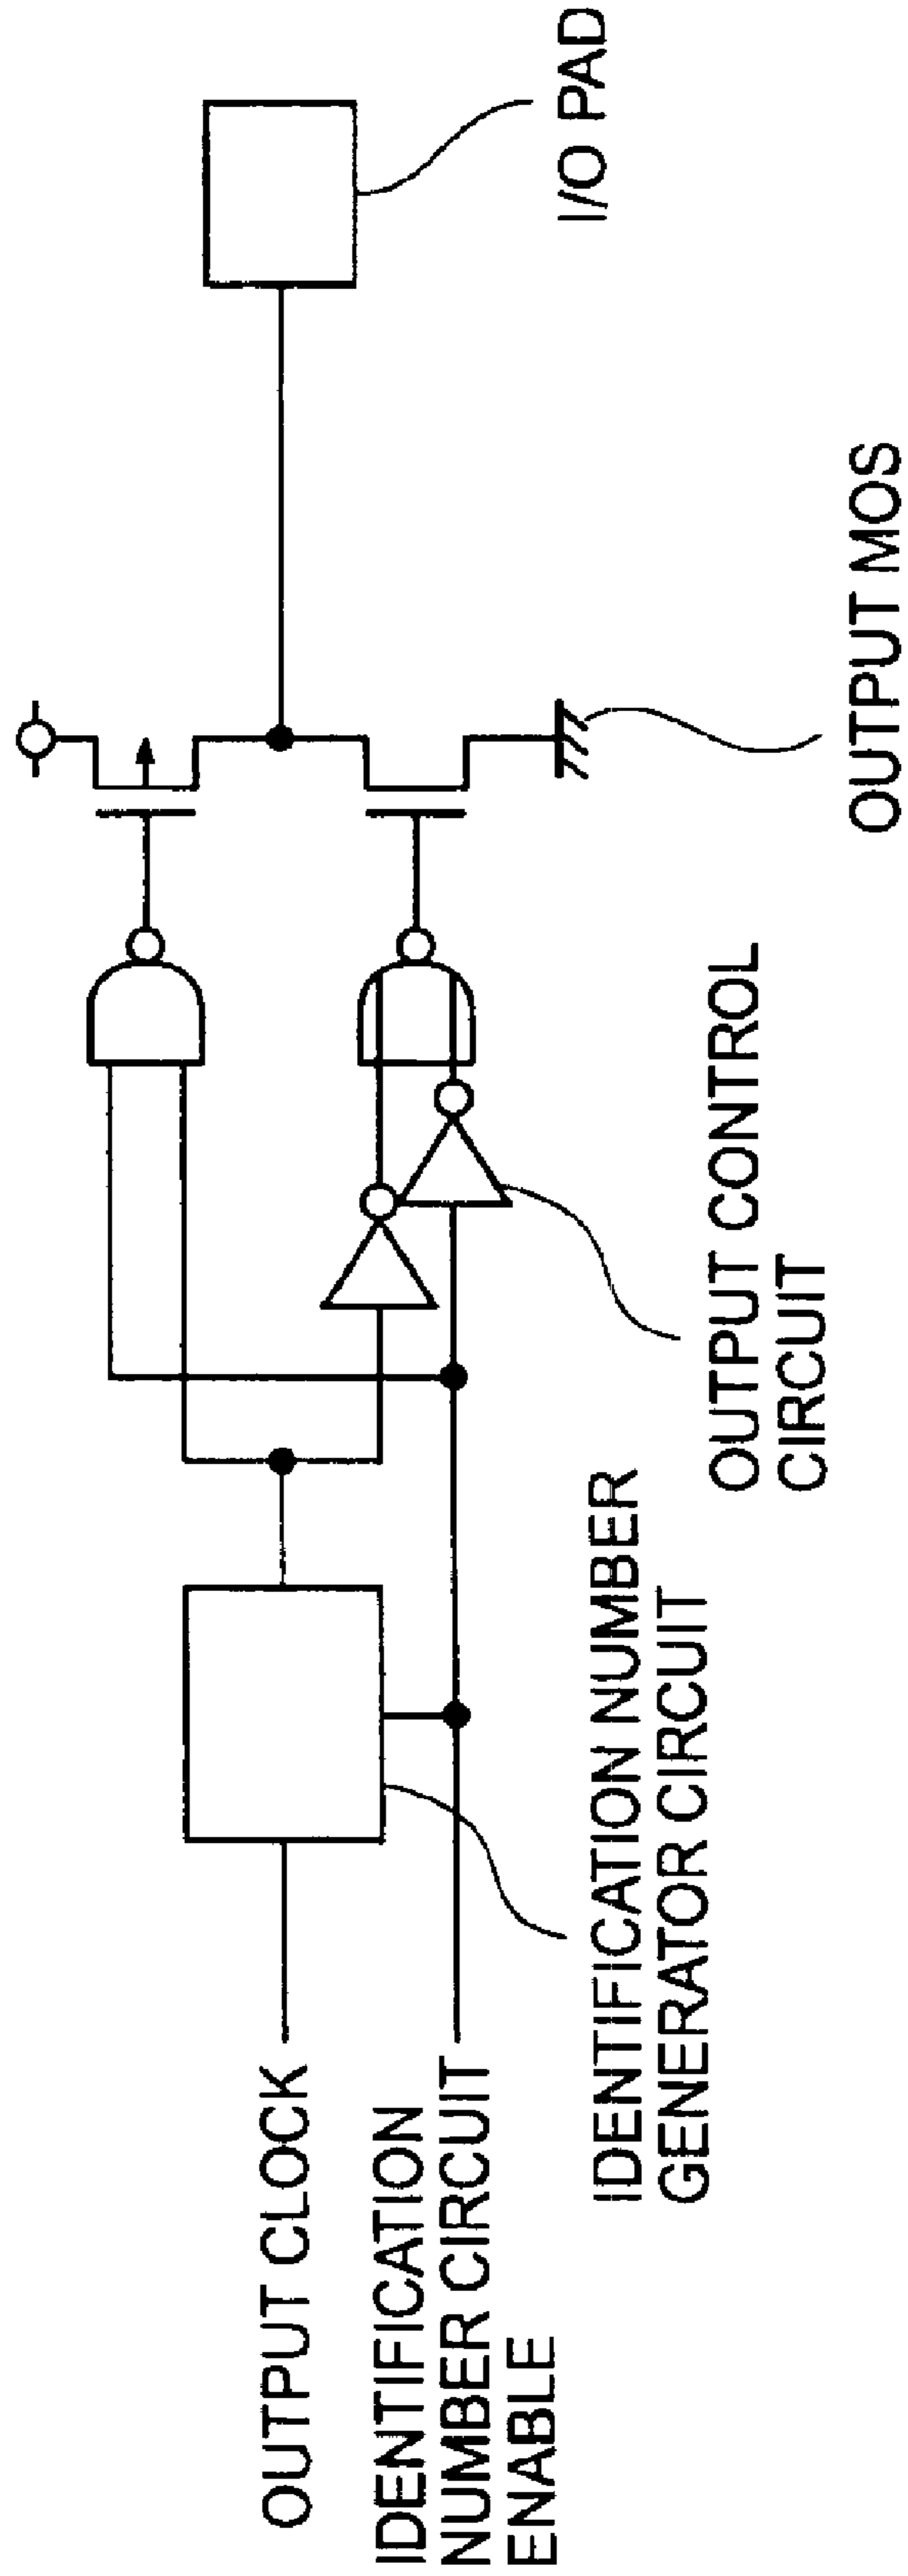 OUTPUT CLOCK
IDENTIFICATION
NUMBER CIRCUIT
ENABLE
IDENTIFICATION NUMBER
GENERATOR CIRCUIT
OUTPUT CONTROL
CIRCUIT
OUTPUT MOS
I/O PAD